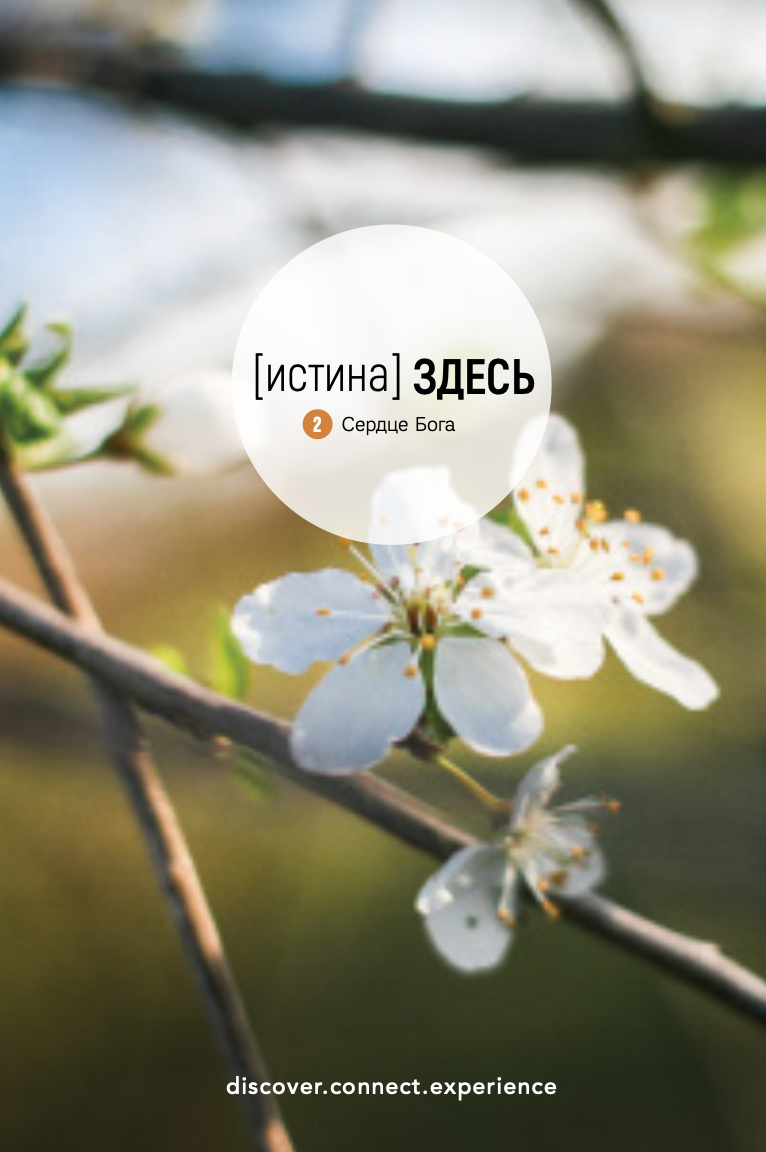 [истина] ЗДЕСЬ
2 Сердце Бога
discover.connect.experience